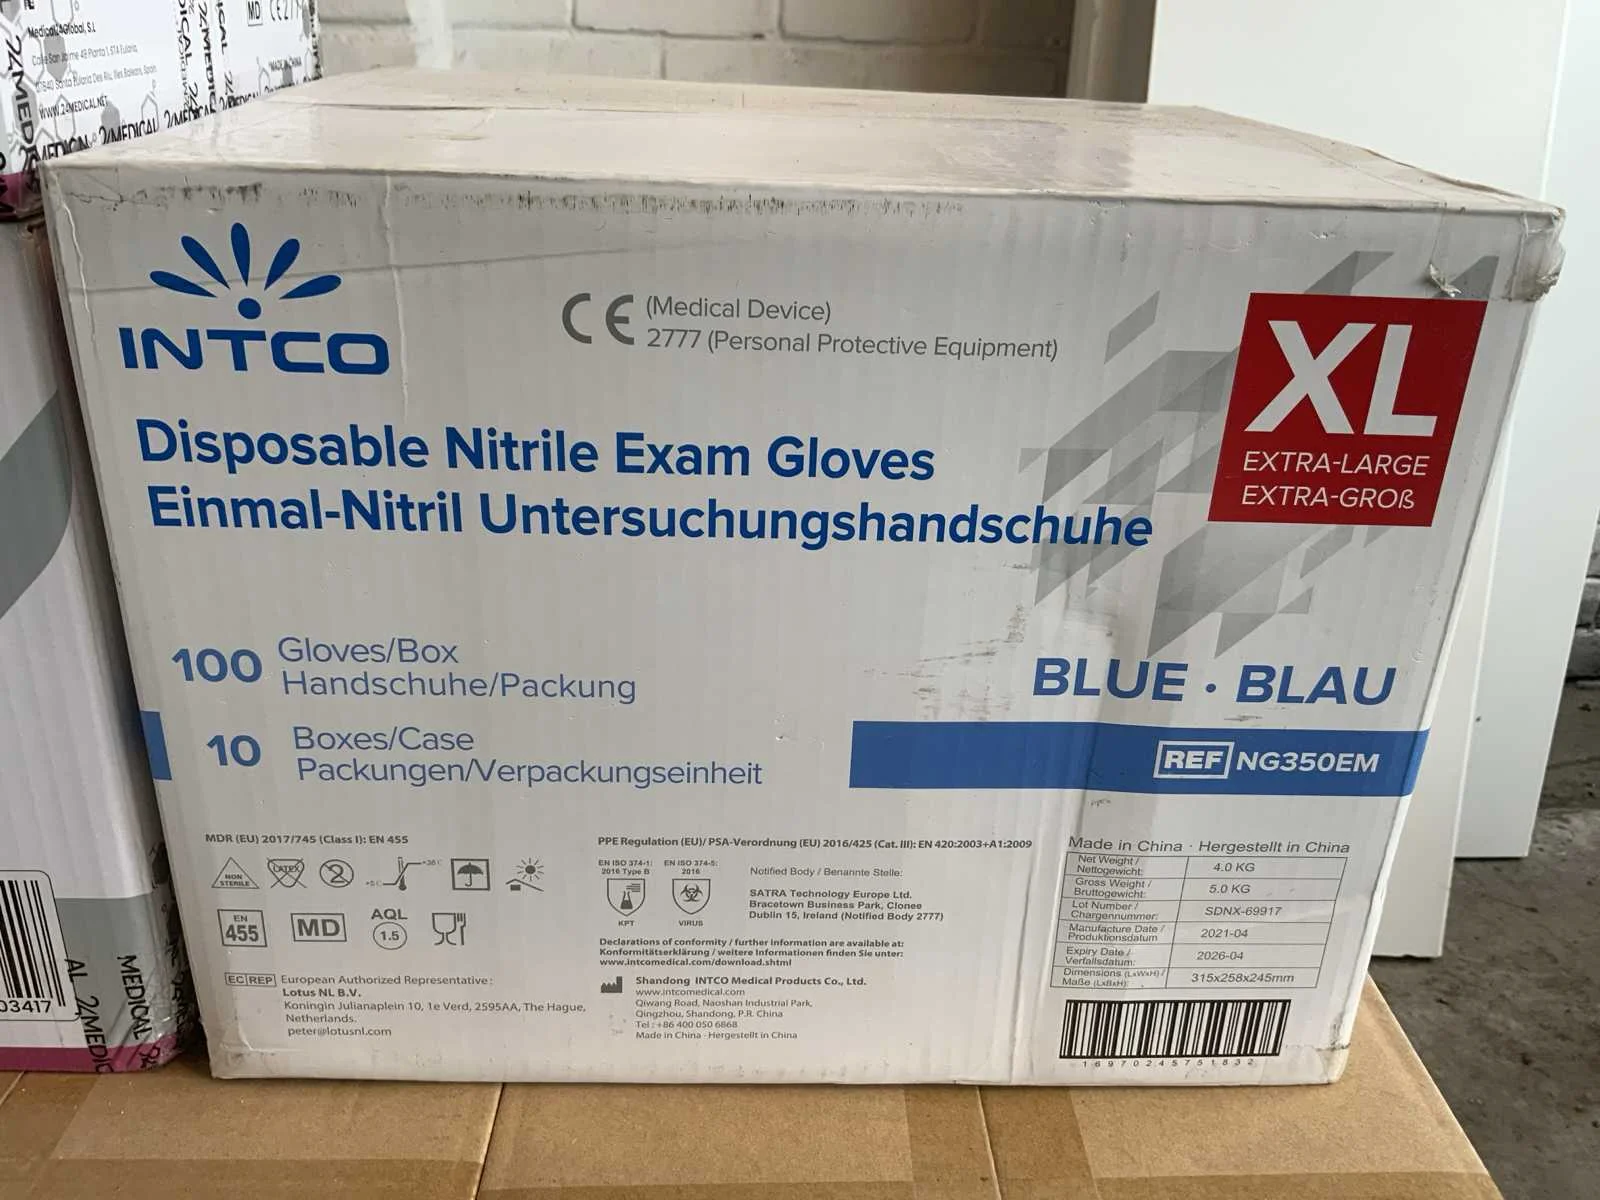 Medical24Global, S.L
WWW.24MEDICAL.NET
24MEDICAL
03417
INTCO
CE (Medical Device)
2777 (Personal Protective Equipment)
XL
EXTRA-LARGE
EXTRA-GROß
Disposable Nitrile Exam Gloves
Einmal-Nitril Untersuchungshandschuhe
100 Gloves/Box
Handschuhe/Packung
10 Boxes/Case
Packungen/Verpackungseinheit
BLUE · BLAU
REF NG350EM
MDR (EU) 2017/745 (Class I): EN 455
NON
STERILE
LATEX
2
EN
455
MD
AQL
1.5
EC REP European Authorized Representative:
Lotus NL B.V.
Koningin Julianaplein 10, 1e Verd, 2595AA, The Hague,
Netherlands.
peter@lotusnl.com
PPE Regulation (EU)/ PSA-Verordnung (EU) 2016/425 (Cat. III): EN 420:2003+A1:2009
EN ISO 374-1:
2016 Type B
KPT
EN ISO 374-5:
2016
VIRUS
Notified Body / Benannte Stelle:
SATRA Technology Europe Ltd.
Bracetown Business Park, Clonee
Dublin 15, Ireland (Notified Body 2777)
Declarations of conformity / further information are available at:
Konformitätserklärung / weitere Informationen finden Sie unter:
www.intcomedical.com/download.shtml
Shandong INTCO Medical Products Co., Ltd.
www.intcomedical.com
Qiwang Road, Naoshan Industrial Park,
Qingzhou, Shandong, P.R. China
Tel : +86 400 050 6868
Made in China · Hergestellt in China
Made in China · Hergestellt in China
Net Weight /
Nettogewicht: 4.0 KG
Gross Weight /
Bruttogewicht: 5.0 KG
Lot Number /
Chargennummer: SDNX-69917
Manufacture Date /
Produktionsdatum 2021-04
Expiry Date /
Verfallsdatum: 2026-04
Dimensions (LxWxH) /
Maße (LxBxH): 315x258x245mm
16970245751832